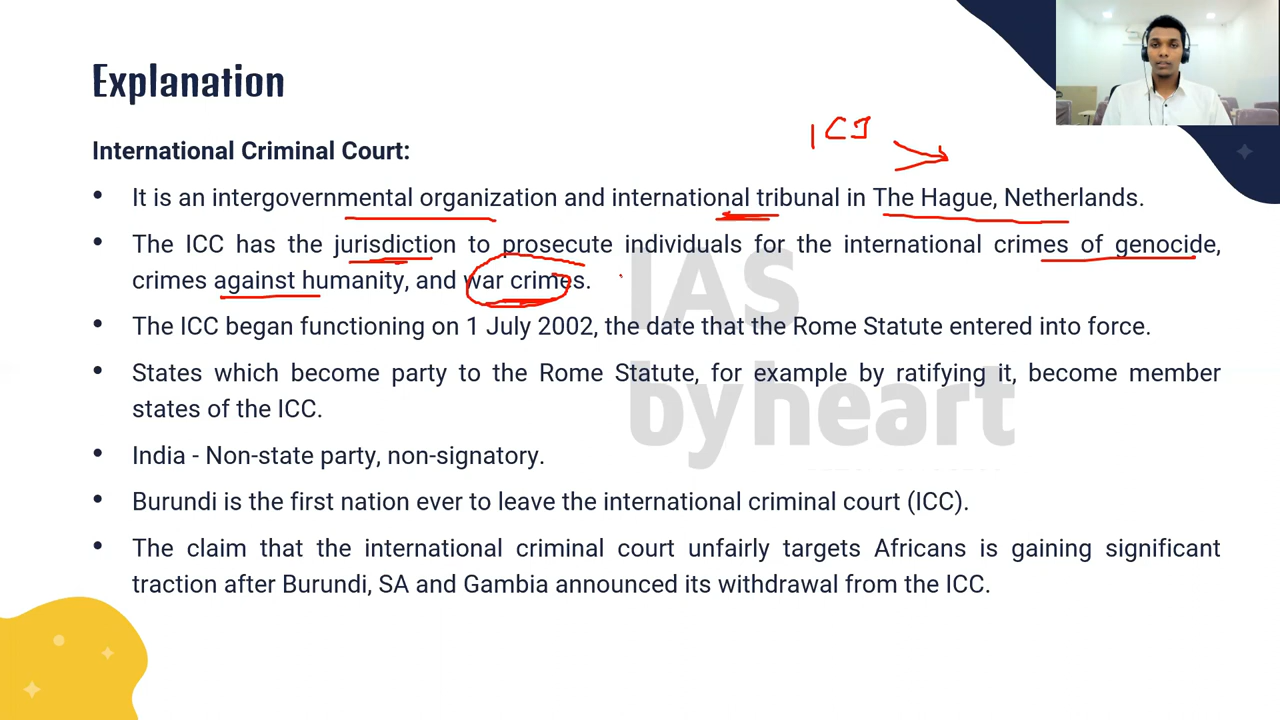 Explanation
ICJ
International Criminal Court:
• It is an intergovernmental organization and international tribunal in The Hague, Netherlands.
• The ICC has the jurisdiction to prosecute individuals for the international crimes of genocide,
crimes against humanity, and war crimes.
• The ICC began functioning on 1 July 2002, the date that the Rome Statute entered into force.
• States which become party to the Rome Statute, for example by ratifying it, become member
states of the ICC.
• India - Non-state party, non-signatory.
• Burundi is the first nation ever to leave the international criminal court (ICC).
• The claim that the international criminal court unfairly targets Africans is gaining significant
traction after Burundi, SA and Gambia announced its withdrawal from the ICC.
IAS
byheart